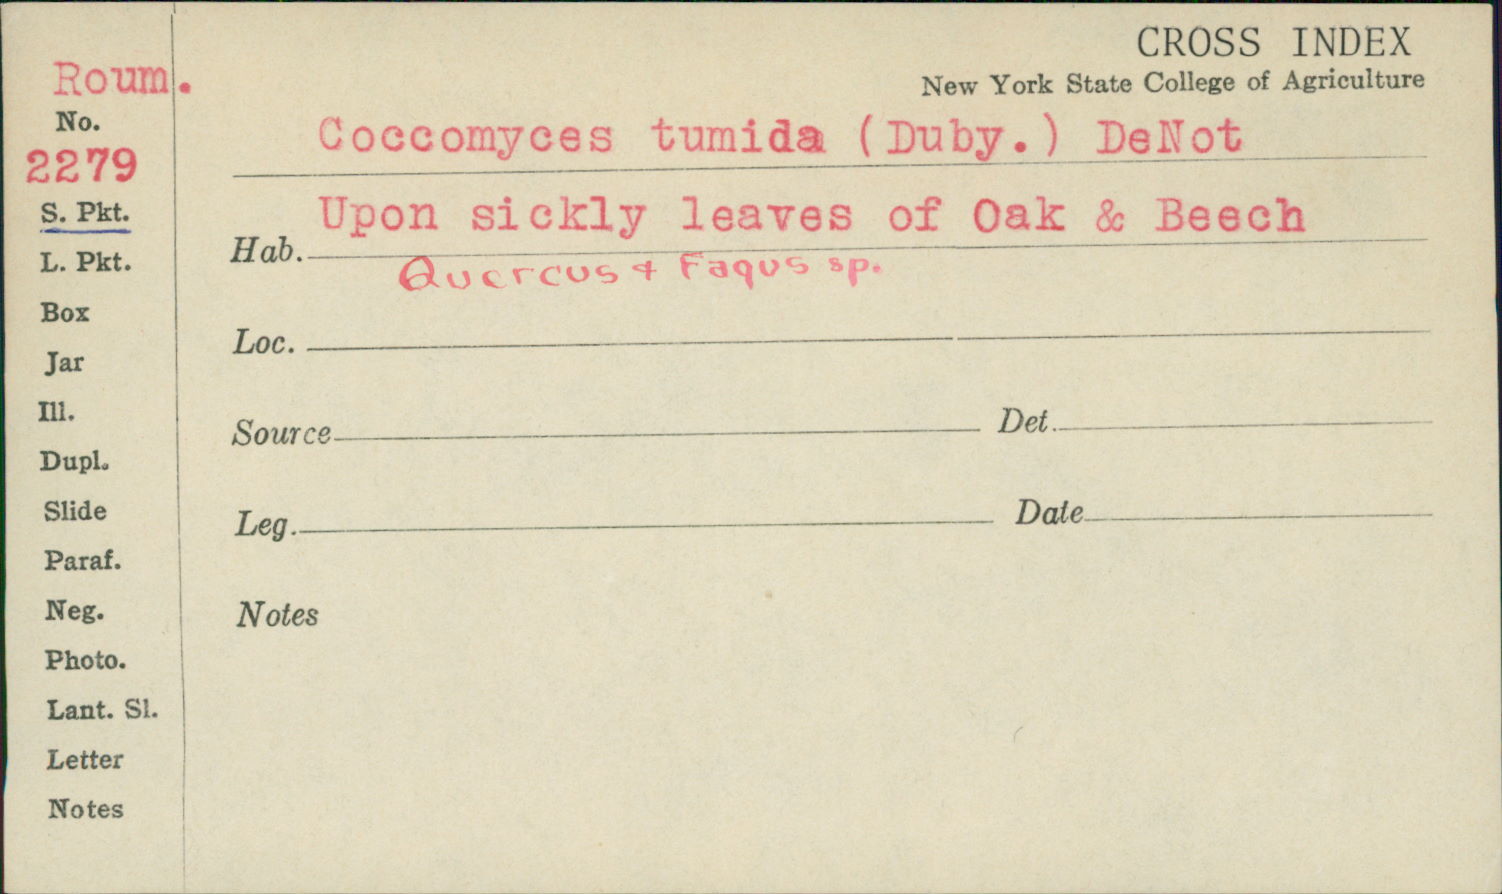 CROSS INDEX
New York State College of Agriculture
Roum.
No.
2279
S. Pkt.
L. Pkt.
Box
Jar
Ill.
Dupl.
Slide
Paraf.
Neg.
Photo.
Lant. Sl.
Letter
Notes
Coccomyces tumida (Duby.) DeNot
Upon sickly leaves of Oak & Beech
Hab.
Quercus & Fagus sp.
Loc.
Source Det.
Leg. Date
Notes